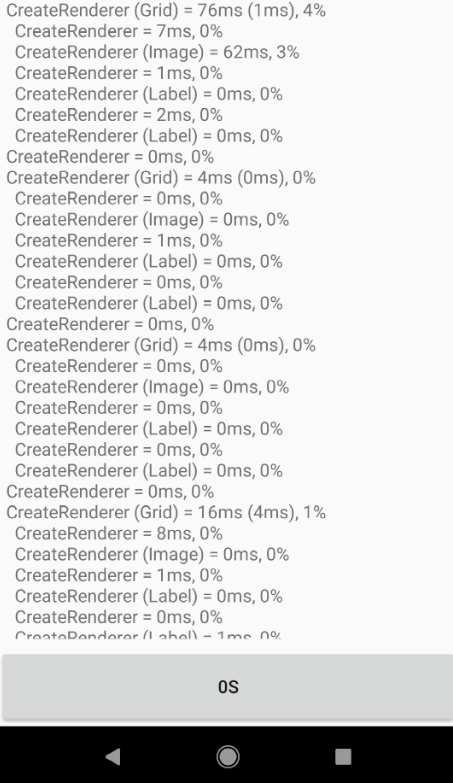 CreateRenderer (Grid) = 76ms (1ms), 4%
CreateRenderer = 7ms, 0%
CreateRenderer (Image) = 62ms, 3%
CreateRenderer = 1ms, 0%
CreateRenderer (Label) = 0ms, 0%
CreateRenderer = 2ms, 0%
CreateRenderer (Label) = 0ms, 0%
CreateRenderer = 0ms, 0%
CreateRenderer (Grid) = 4ms (0ms), 0%
CreateRenderer = 0ms, 0%
CreateRenderer (Image) = 0ms, 0%
CreateRenderer = 1ms, 0%
CreateRenderer (Label) = 0ms, 0%
CreateRenderer = 0ms, 0%
CreateRenderer (Label) = 0ms, 0%
CreateRenderer = 0ms, 0%
CreateRenderer (Grid) = 4ms (0ms), 0%
CreateRenderer = 0ms, 0%
CreateRenderer (Image) = 0ms, 0%
CreateRenderer = 0ms, 0%
CreateRenderer (Label) = 0ms, 0%
CreateRenderer = 0ms, 0%
CreateRenderer (Label) = 0ms, 0%
CreateRenderer = 0ms, 0%
CreateRenderer (Grid) = 16ms (4ms), 1%
CreateRenderer = 8ms, 0%
CreateRenderer (Image) = 0ms, 0%
CreateRenderer = 1ms, 0%
CreateRenderer (Label) = 0ms, 0%
CreateRenderer = 0ms, 0%
CreateRenderer (Label) = 1ms, 0%
0S